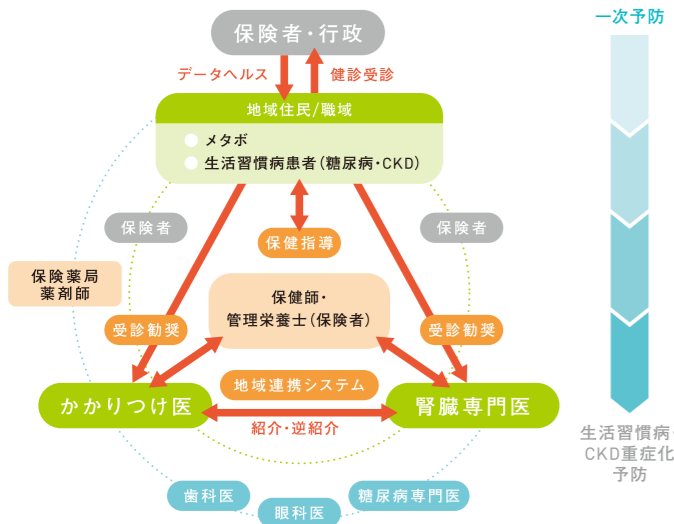 保険者・行政
一次予防
データヘルス
健診受診
地域住民/職域
メタボ
生活習慣病患者(糖尿病・CKD)
保険者
保険者
保健指導
保険薬局
薬剤師
保健師・
管理栄養士(保険者)
受診勧奨
受診勧奨
地域連携システム
かかりつけ医
腎臓専門医
紹介・逆紹介
生活習慣病・
CKD重症化
予防
歯科医
眼科医
糖尿病専門医